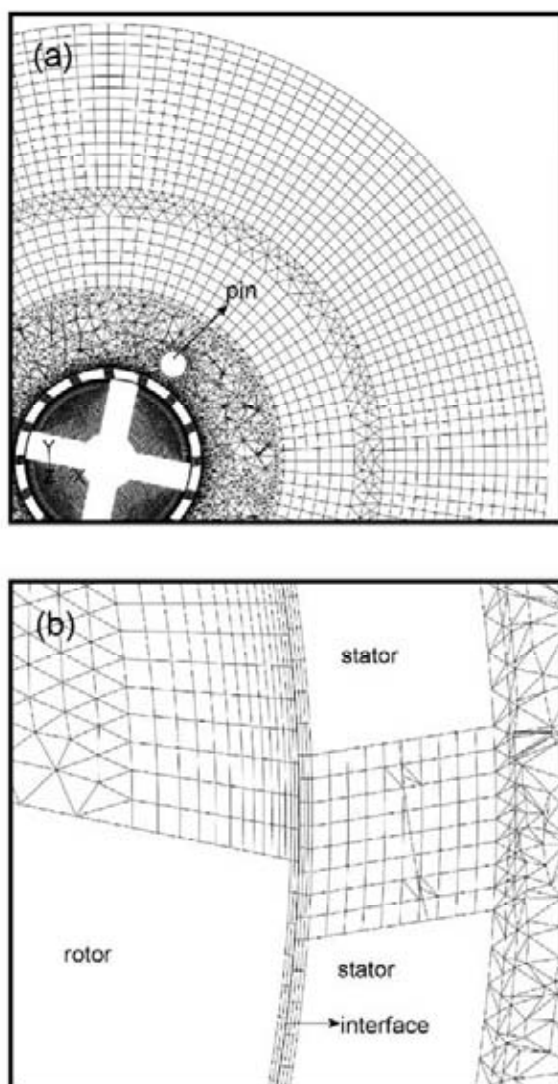 (a)
pin
Y
Z X
(b)
stator
rotor
stator
interface